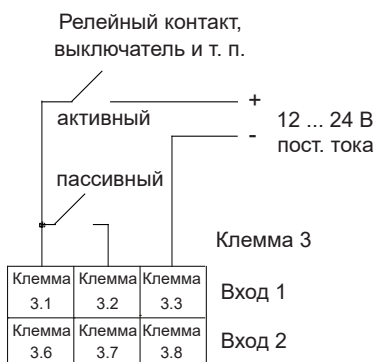 Релейный контакт,
выключатель и т. п.
+
активный
12 ... 24 В
-
пост. тока
пассивный
Клемма 3
Клемма Клемма Клемма
3.1 3.2 3.3
Вход 1
Клемма Клемма Клемма
3.6 3.7 3.8
Вход 2